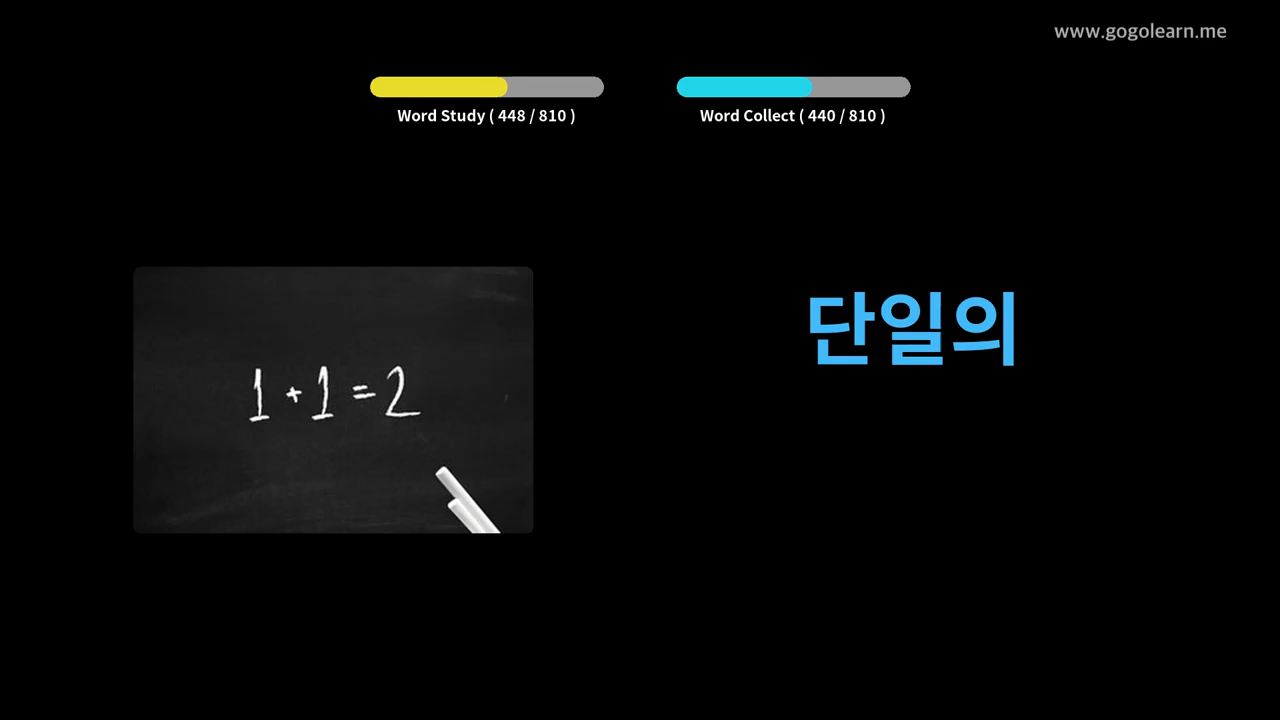 www.gogolearn.me
Word Study ( 448 / 810 )
Word Collect ( 440 / 810 )
1 + 1 = 2
단일의